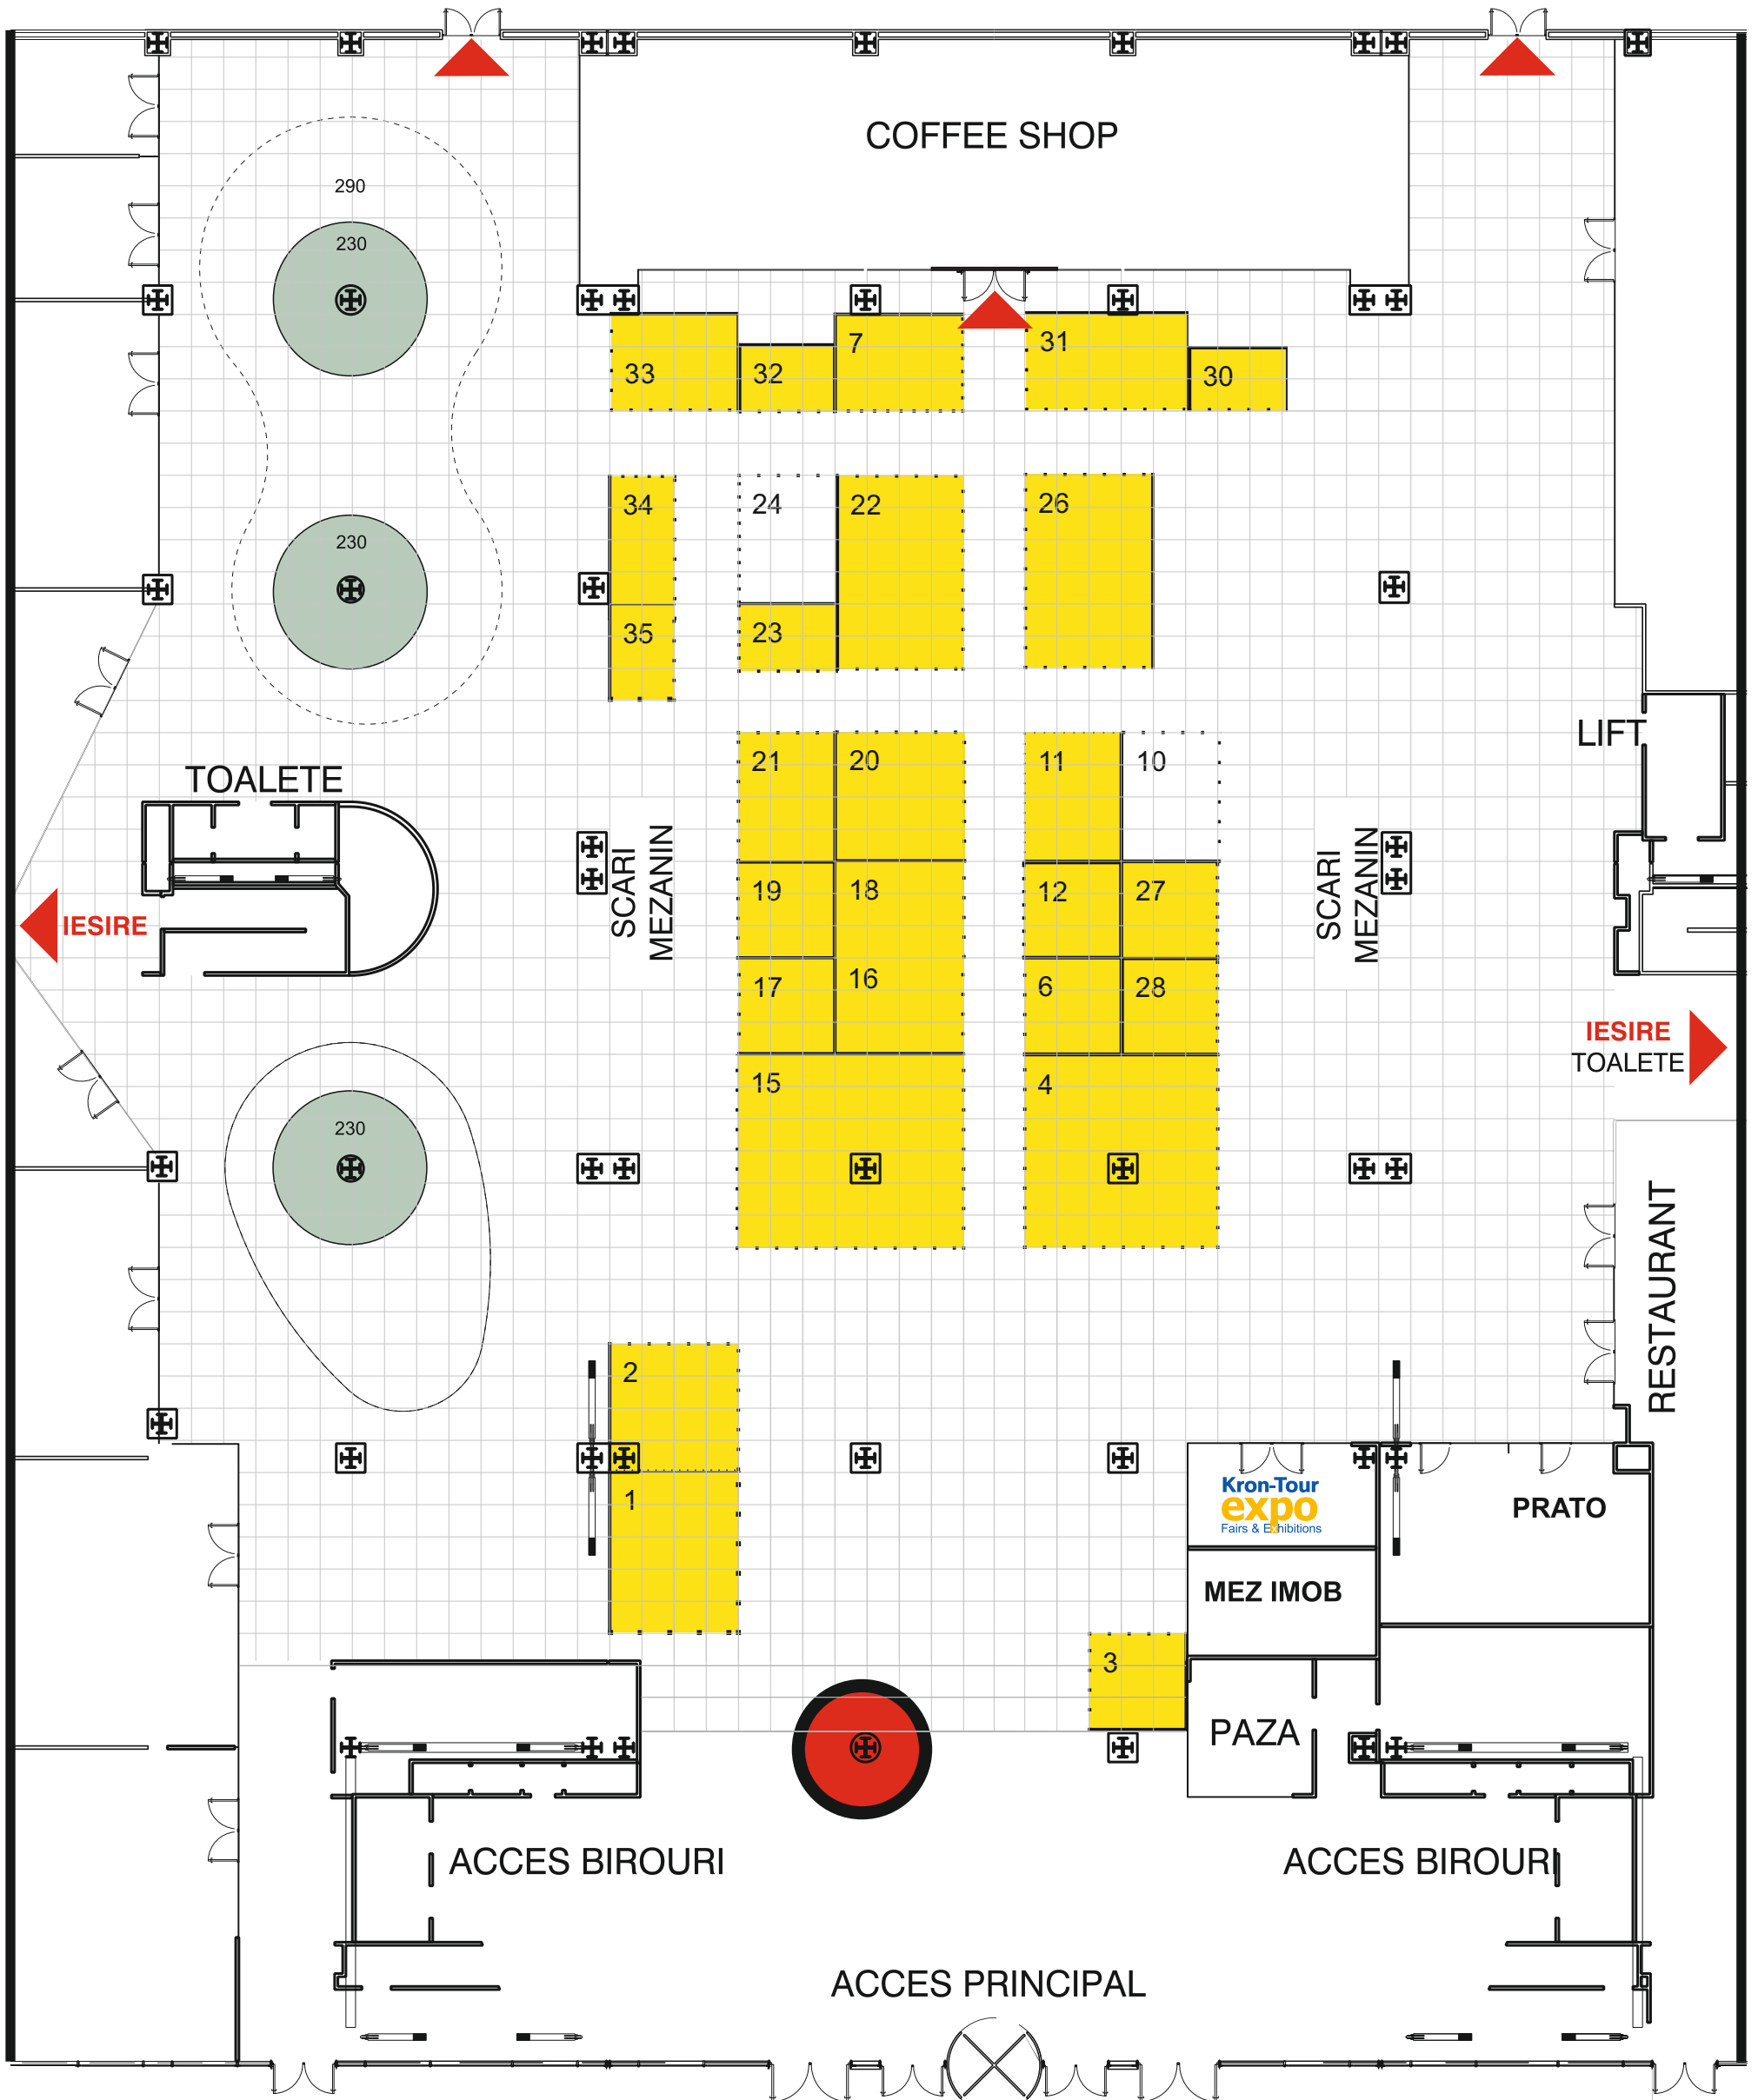 COFFEE SHOP
290
230
7
31
33
32
30
34
24
22
26
230
35
23
LIFT
21
20
11
10
TOALETE
SCARI
MEZANIN
SCARI
MEZANIN
19
18
12
27
IESIRE
17
16
6
28
IESIRE
TOALETE
15
4
230
RESTAURANT
2
1
Kron-Tour
expo
Fairs & Exhibitions
PRATO
MEZ IMOB
3
PAZA
ACCES BIROURI
ACCES BIROURI
ACCES PRINCIPAL